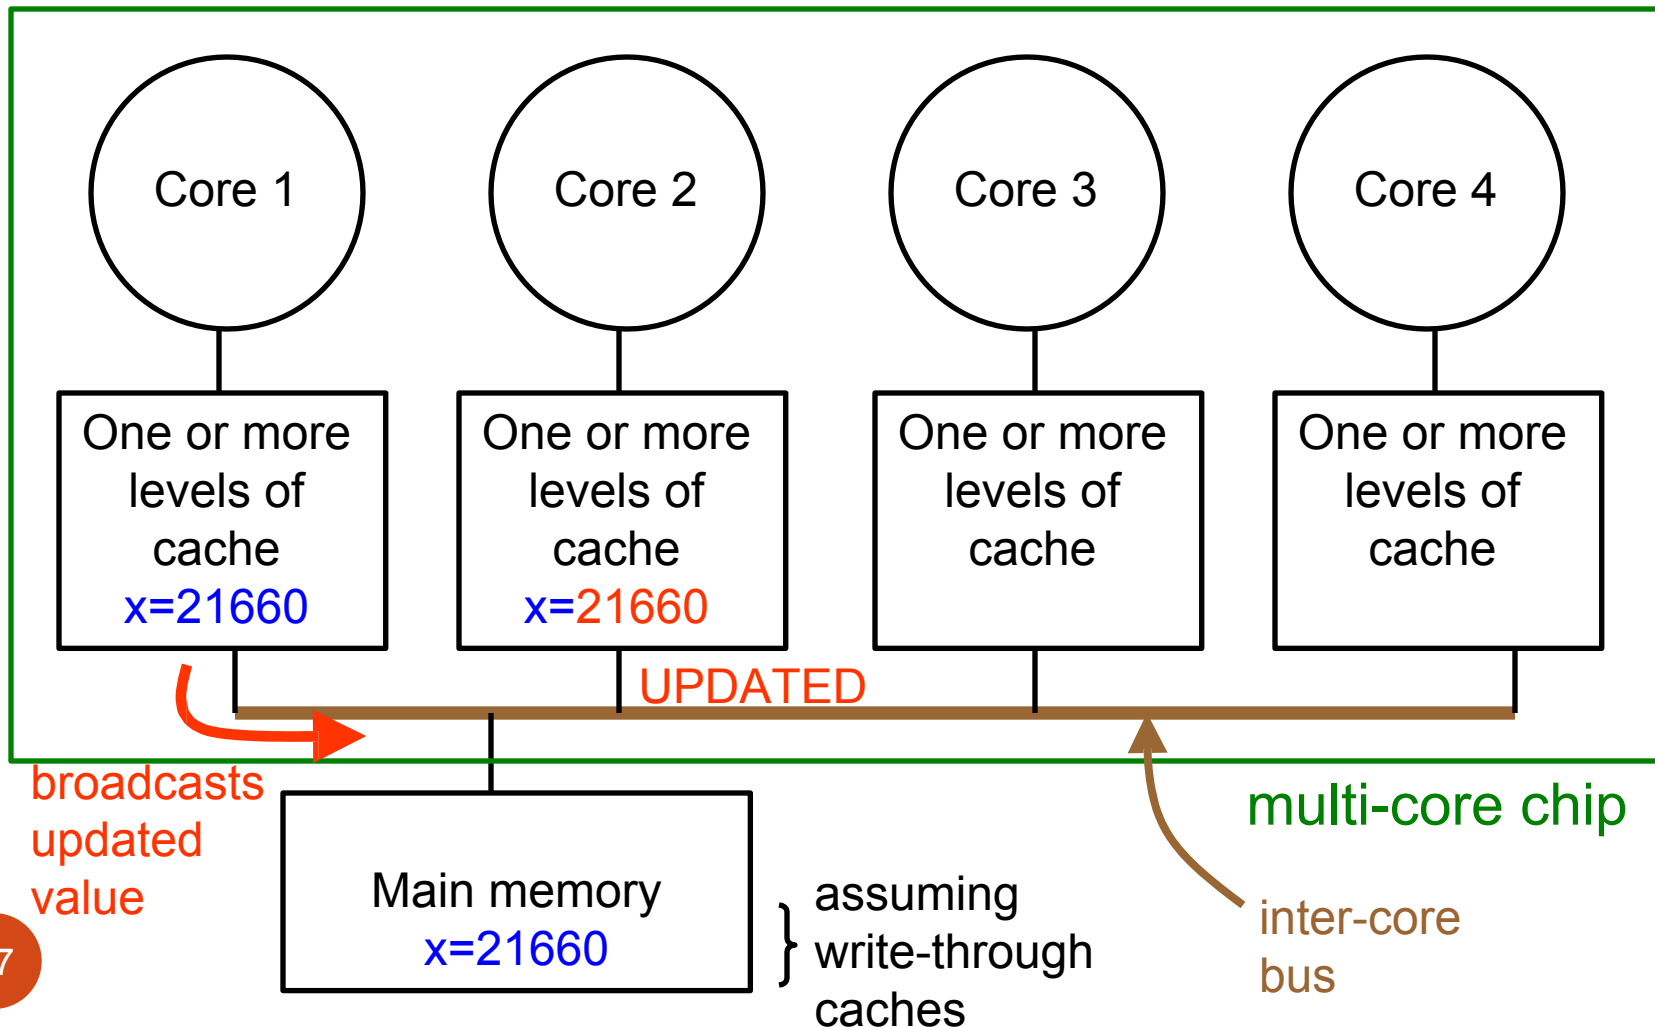 Core 1
Core 2
Core 3
Core 4
One or more
levels of
cache
x=21660
One or more
levels of
cache
x=21660
One or more
levels of
cache
One or more
levels of
cache
UPDATED
broadcasts
updated
value
Main memory
x=21660
assuming
write-through
caches
multi-core chip
inter-core
bus
7